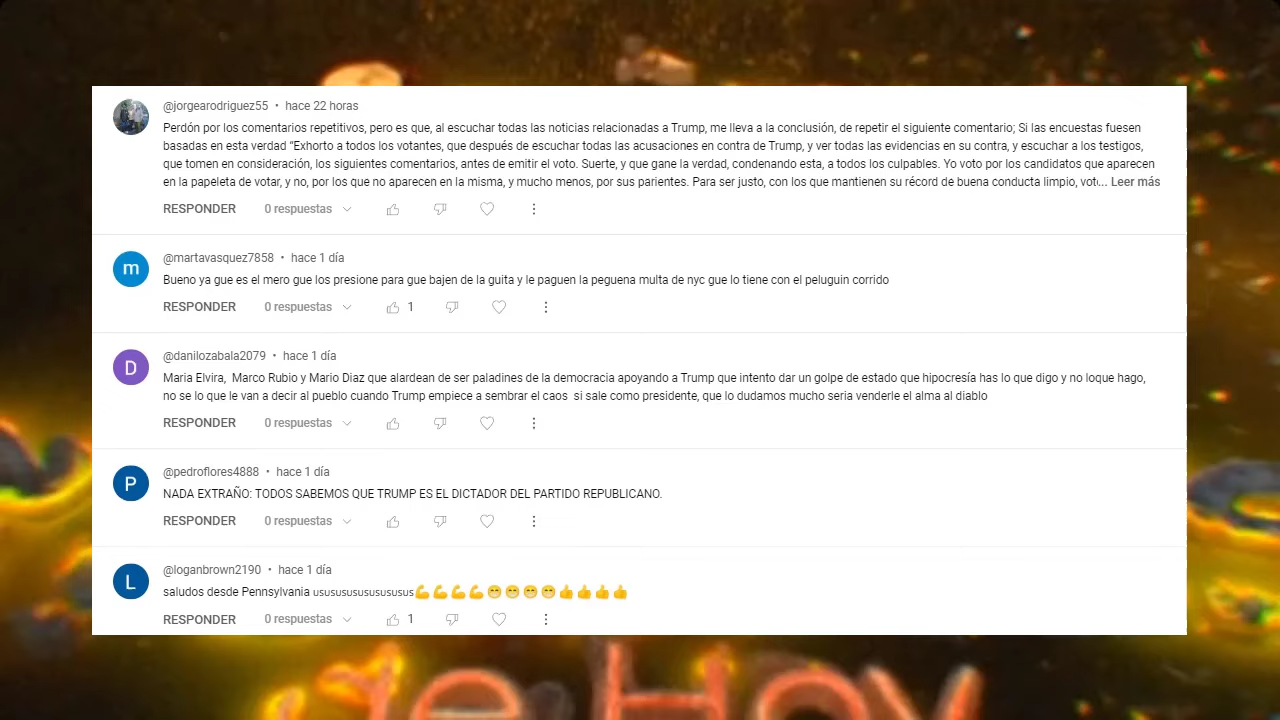 @jorgearodriguez55 • hace 22 horas
Perdón por los comentarios repetitivos, pero es que, al escuchar todas las noticias relacionadas a Trump, me lleva a la conclusión, de repetir el siguiente comentario; Si las encuestas fuesen
basadas en esta verdad "Exhorto a todos los votantes, que después de escuchar todas las acusaciones en contra de Trump, y ver todas las evidencias en su contra, y escuchar a los testigos,
que tomen en consideración, los siguientes comentarios, antes de emitir el voto. Suerte, y que gane la verdad, condenando esta, a todos los culpables. Yo voto por los candidatos que aparecen
en la papeleta de votar, y no, por los que no aparecen en la misma, y mucho menos, por sus parientes. Para ser justo, con los que mantienen su récord de buena conducta limpio, vot... Leer más
RESPONDER 0 respuestas
m
@martavasquez7858 • hace 1 día
Bueno ya gue es el mero gue los presione para gue bajen de la guita y le paguen la peguena multa de nyc gue lo tiene con el peluguin corrido
RESPONDER 0 respuestas 1
D
@danilozabala2079 • hace 1 día
Maria Elvira, Marco Rubio y Mario Diaz que alardean de ser paladines de la democracia apoyando a Trump que intento dar un golpe de estado que hipocresía has lo que digo y no loque hago,
no se lo que le van a decir al pueblo cuando Trump empiece a sembrar el caos si sale como presidente, que lo dudamos mucho seria venderle el alma al diablo
RESPONDER 0 respuestas
P
@pedroflores4888 • hace 1 día
NADA EXTRAÑO: TODOS SABEMOS QUE TRUMP ES EL DICTADOR DEL PARTIDO REPUBLICANO.
RESPONDER 0 respuestas
L
@loganbrown2190 • hace 1 día
saludos desde Pennsylvania ususususususususus💪💪💪💪😁😁😁😁👍👍👍👍
RESPONDER 0 respuestas 1
de Hoy